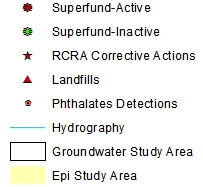 Superfund-Active
Superfund-Inactive
RCRA Corrective Actions
Landfills
Phthalates Detections
Hydrography
Groundwater Study Area
Epi Study Area